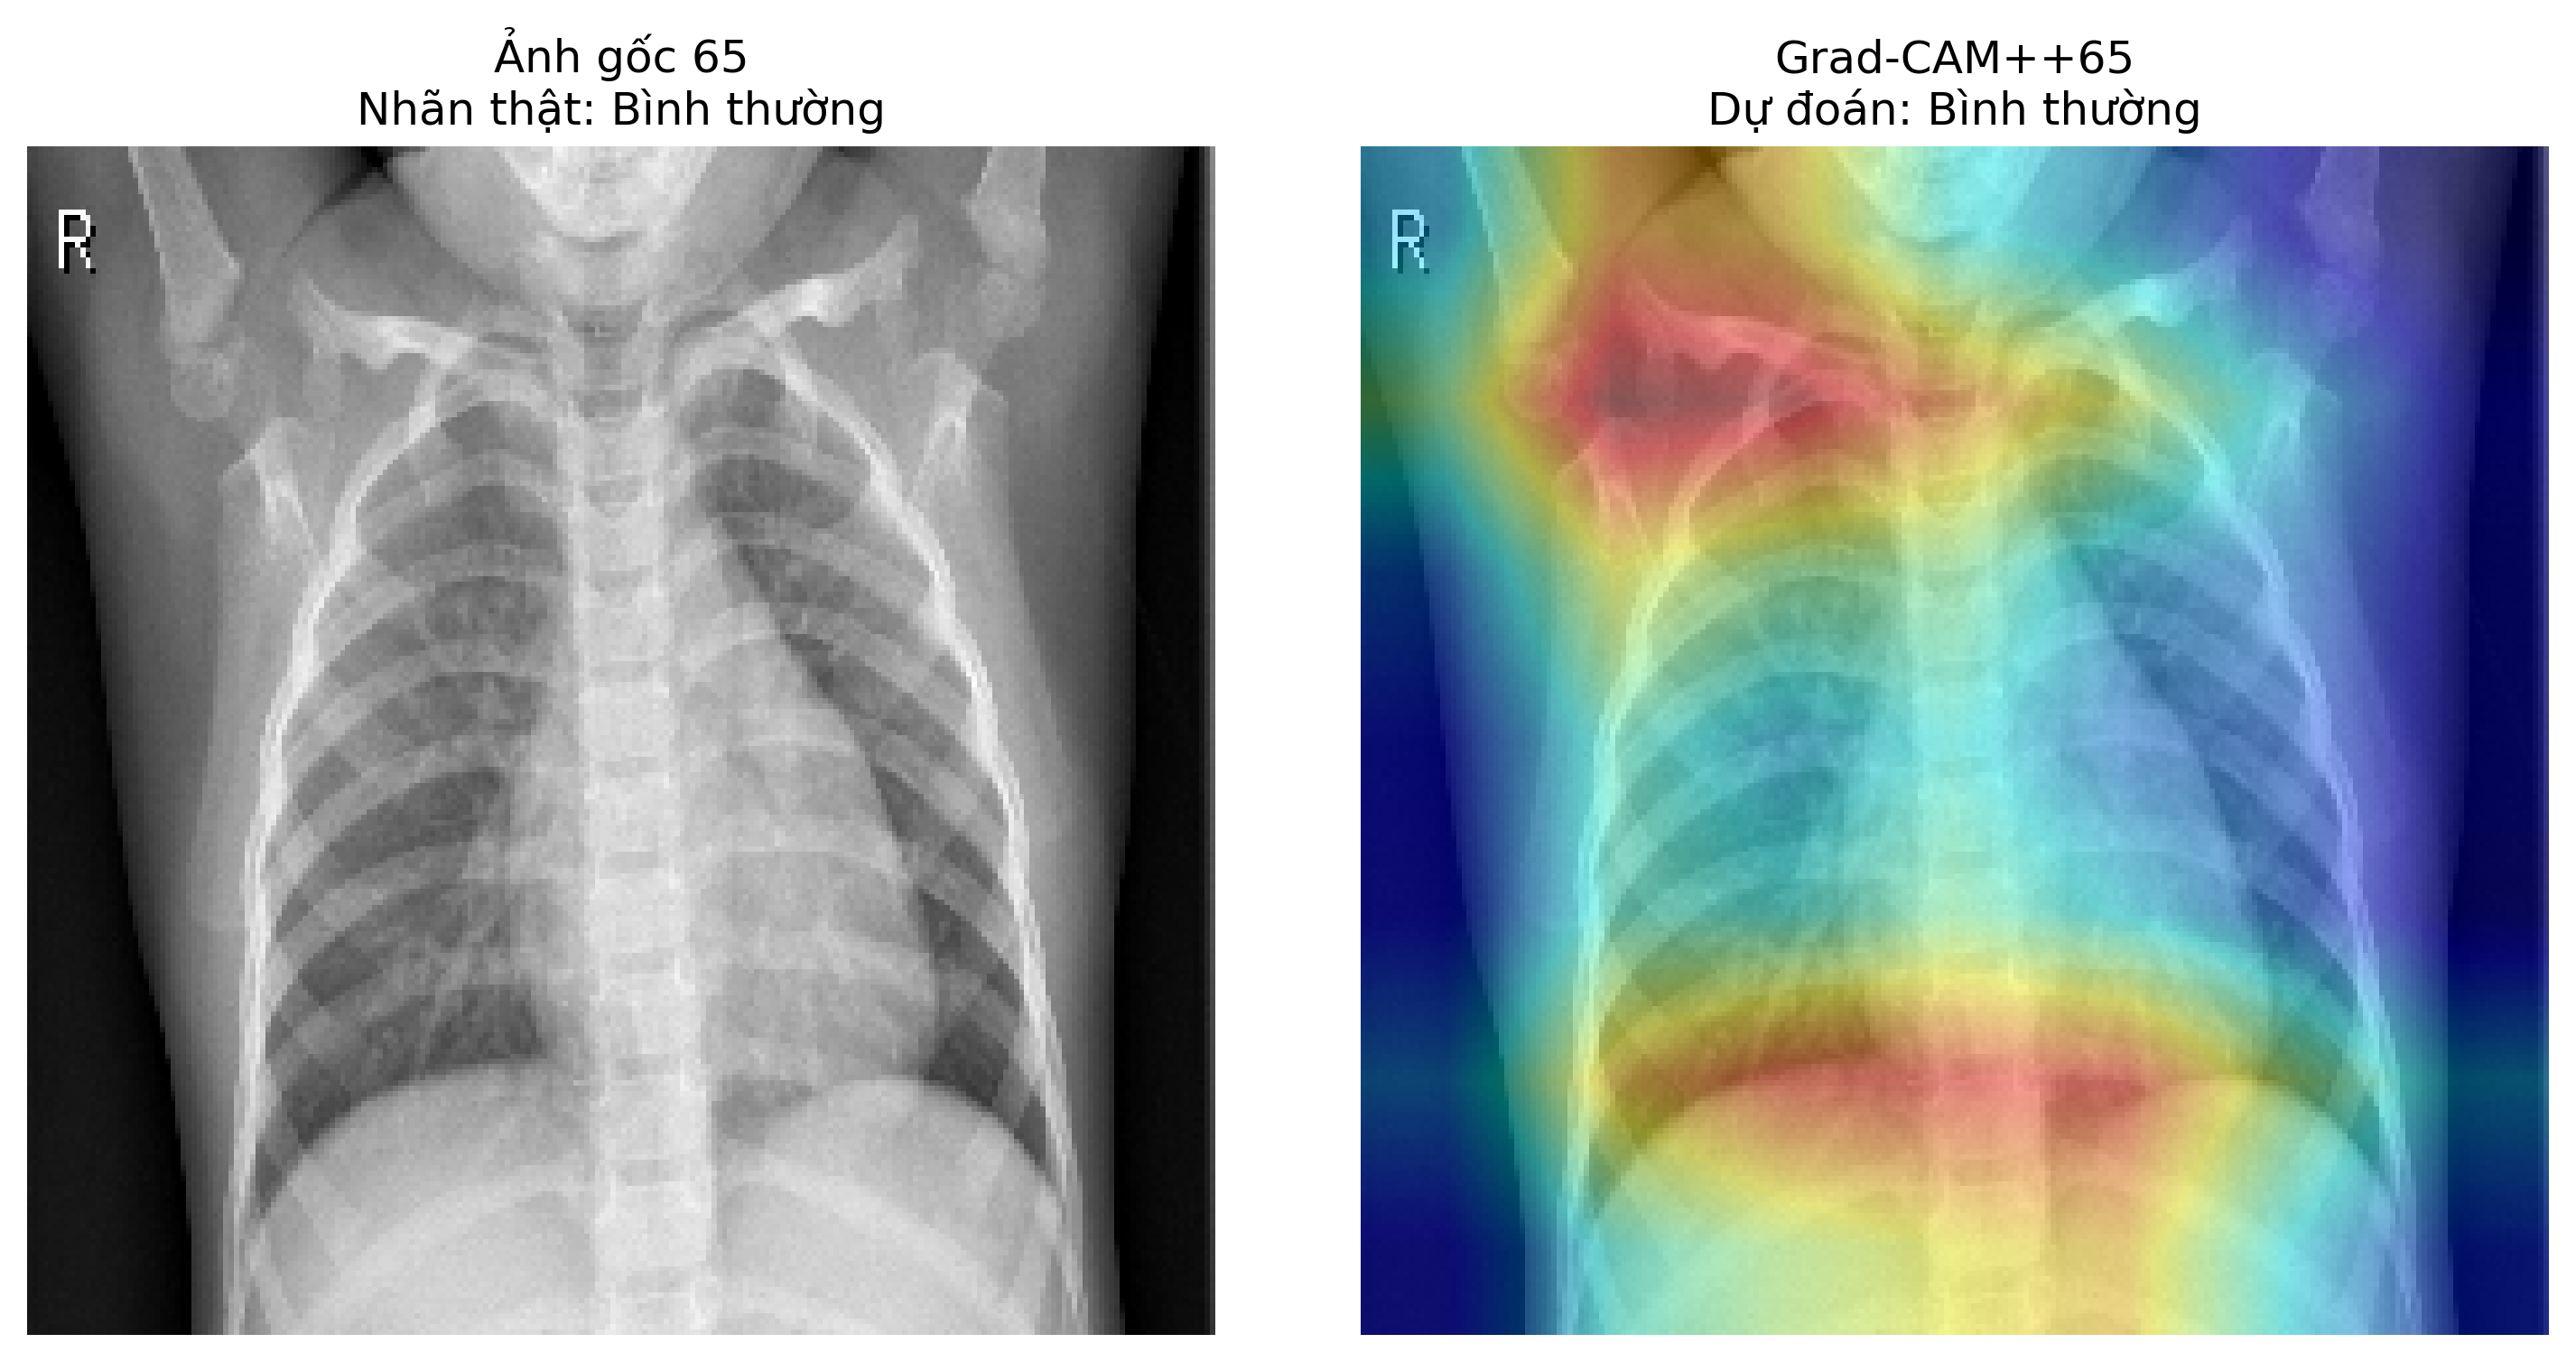 Ảnh gốc 65
Nhãn thật: Bình thường
Grad-CAM++65
Dự đoán: Bình thường
R
R